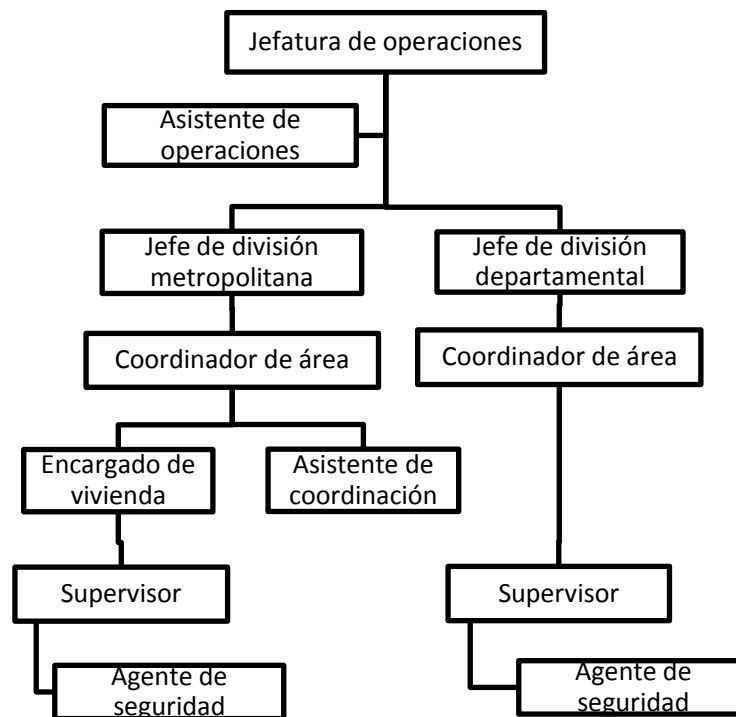 Jefatura de operaciones
Asistente de
operaciones
Jefe de división
metropolitana
Jefe de división
departamental
Coordinador de área
Coordinador de área
Encargado de
vivienda
Asistente de
coordinación
Supervisor
Supervisor
Agente de
seguridad
Agente de
seguridad